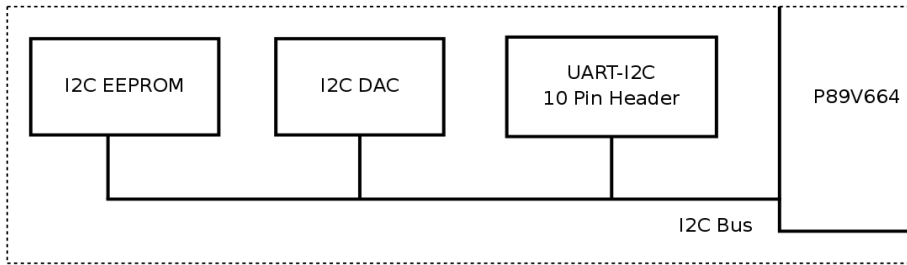 I2C EEPROM
I2C DAC
UART-I2C
10 Pin Header
P89V664
I2C Bus